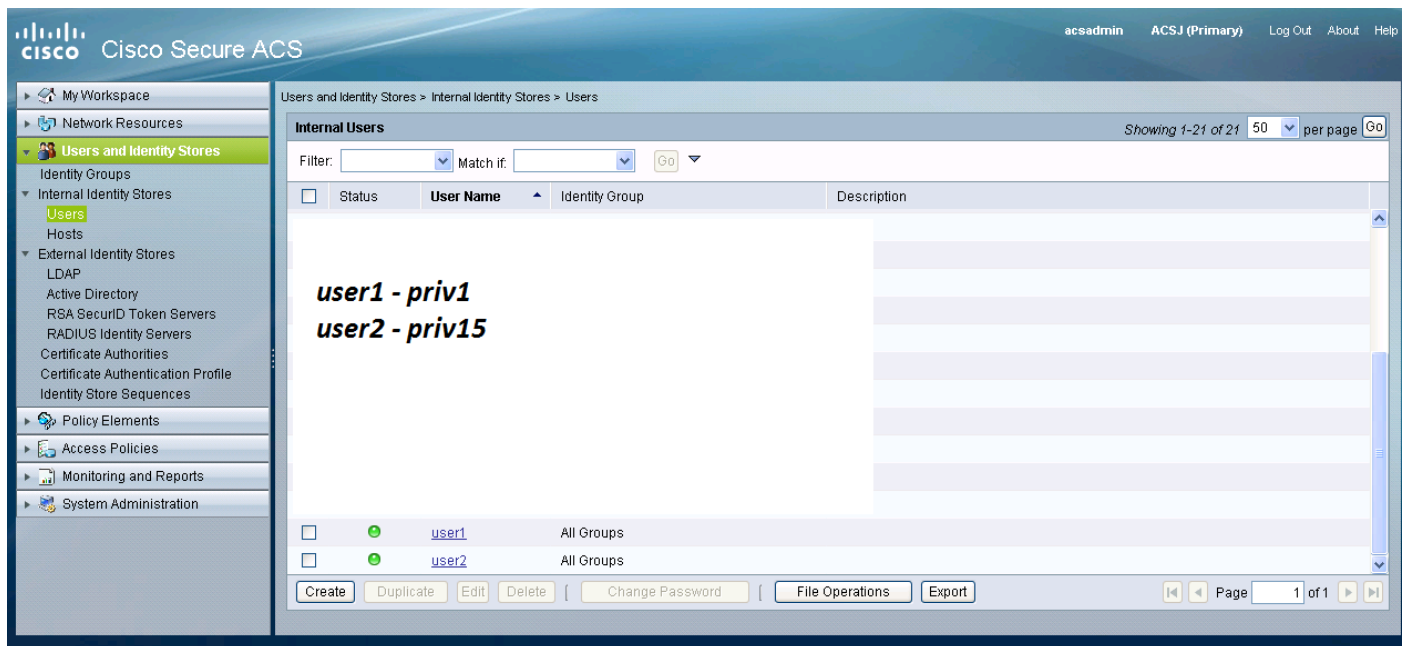 CISCO Cisco Secure ACS
acsadmin ACSJ (Primary) Log Out About Help
My Workspace
Network Resources
Users and Identity Stores
Identity Groups
Internal Identity Stores
Users
Hosts
External Identity Stores
LDAP
Active Directory
RSA SecurID Token Servers
RADIUS Identity Servers
Certificate Authorities
Certificate Authentication Profile
Identity Store Sequences
Policy Elements
Access Policies
Monitoring and Reports
System Administration
Users and Identity Stores > Internal Identity Stores > Users
Internal Users Showing 1-21 of 21 50 per page Go
Filter: Match if: Go
Status User Name Identity Group Description
user1 - priv1
user2 - priv15
user1 All Groups
user2 All Groups
Create Duplicate Edit Delete | Change Password | File Operations Export Page 1 of 1